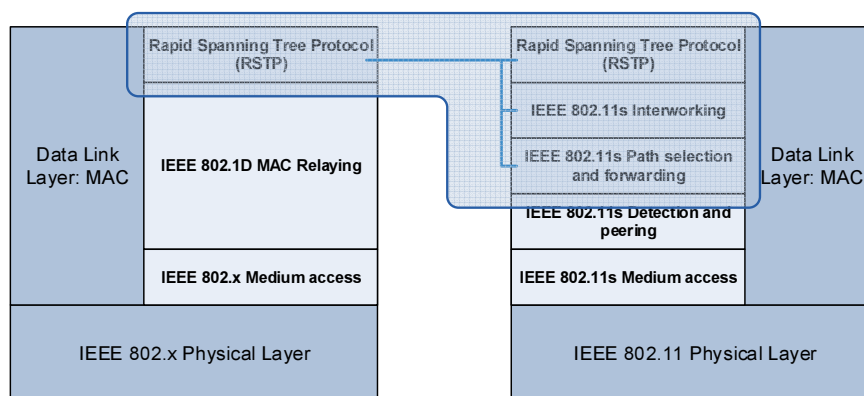 Rapid Spanning Tree Protocol
(RSTP)
Data Link
Layer: MAC
IEEE 802.1D MAC Relaying
IEEE 802.x Medium access
IEEE 802.x Physical Layer
Rapid Spanning Tree Protocol
(RSTP)
IEEE 802.11s Interworking
IEEE 802.11s Path selection
and forwarding
Data Link
Layer: MAC
IEEE 802.11s Detection and
peering
IEEE 802.11s Medium access
IEEE 802.11 Physical Layer